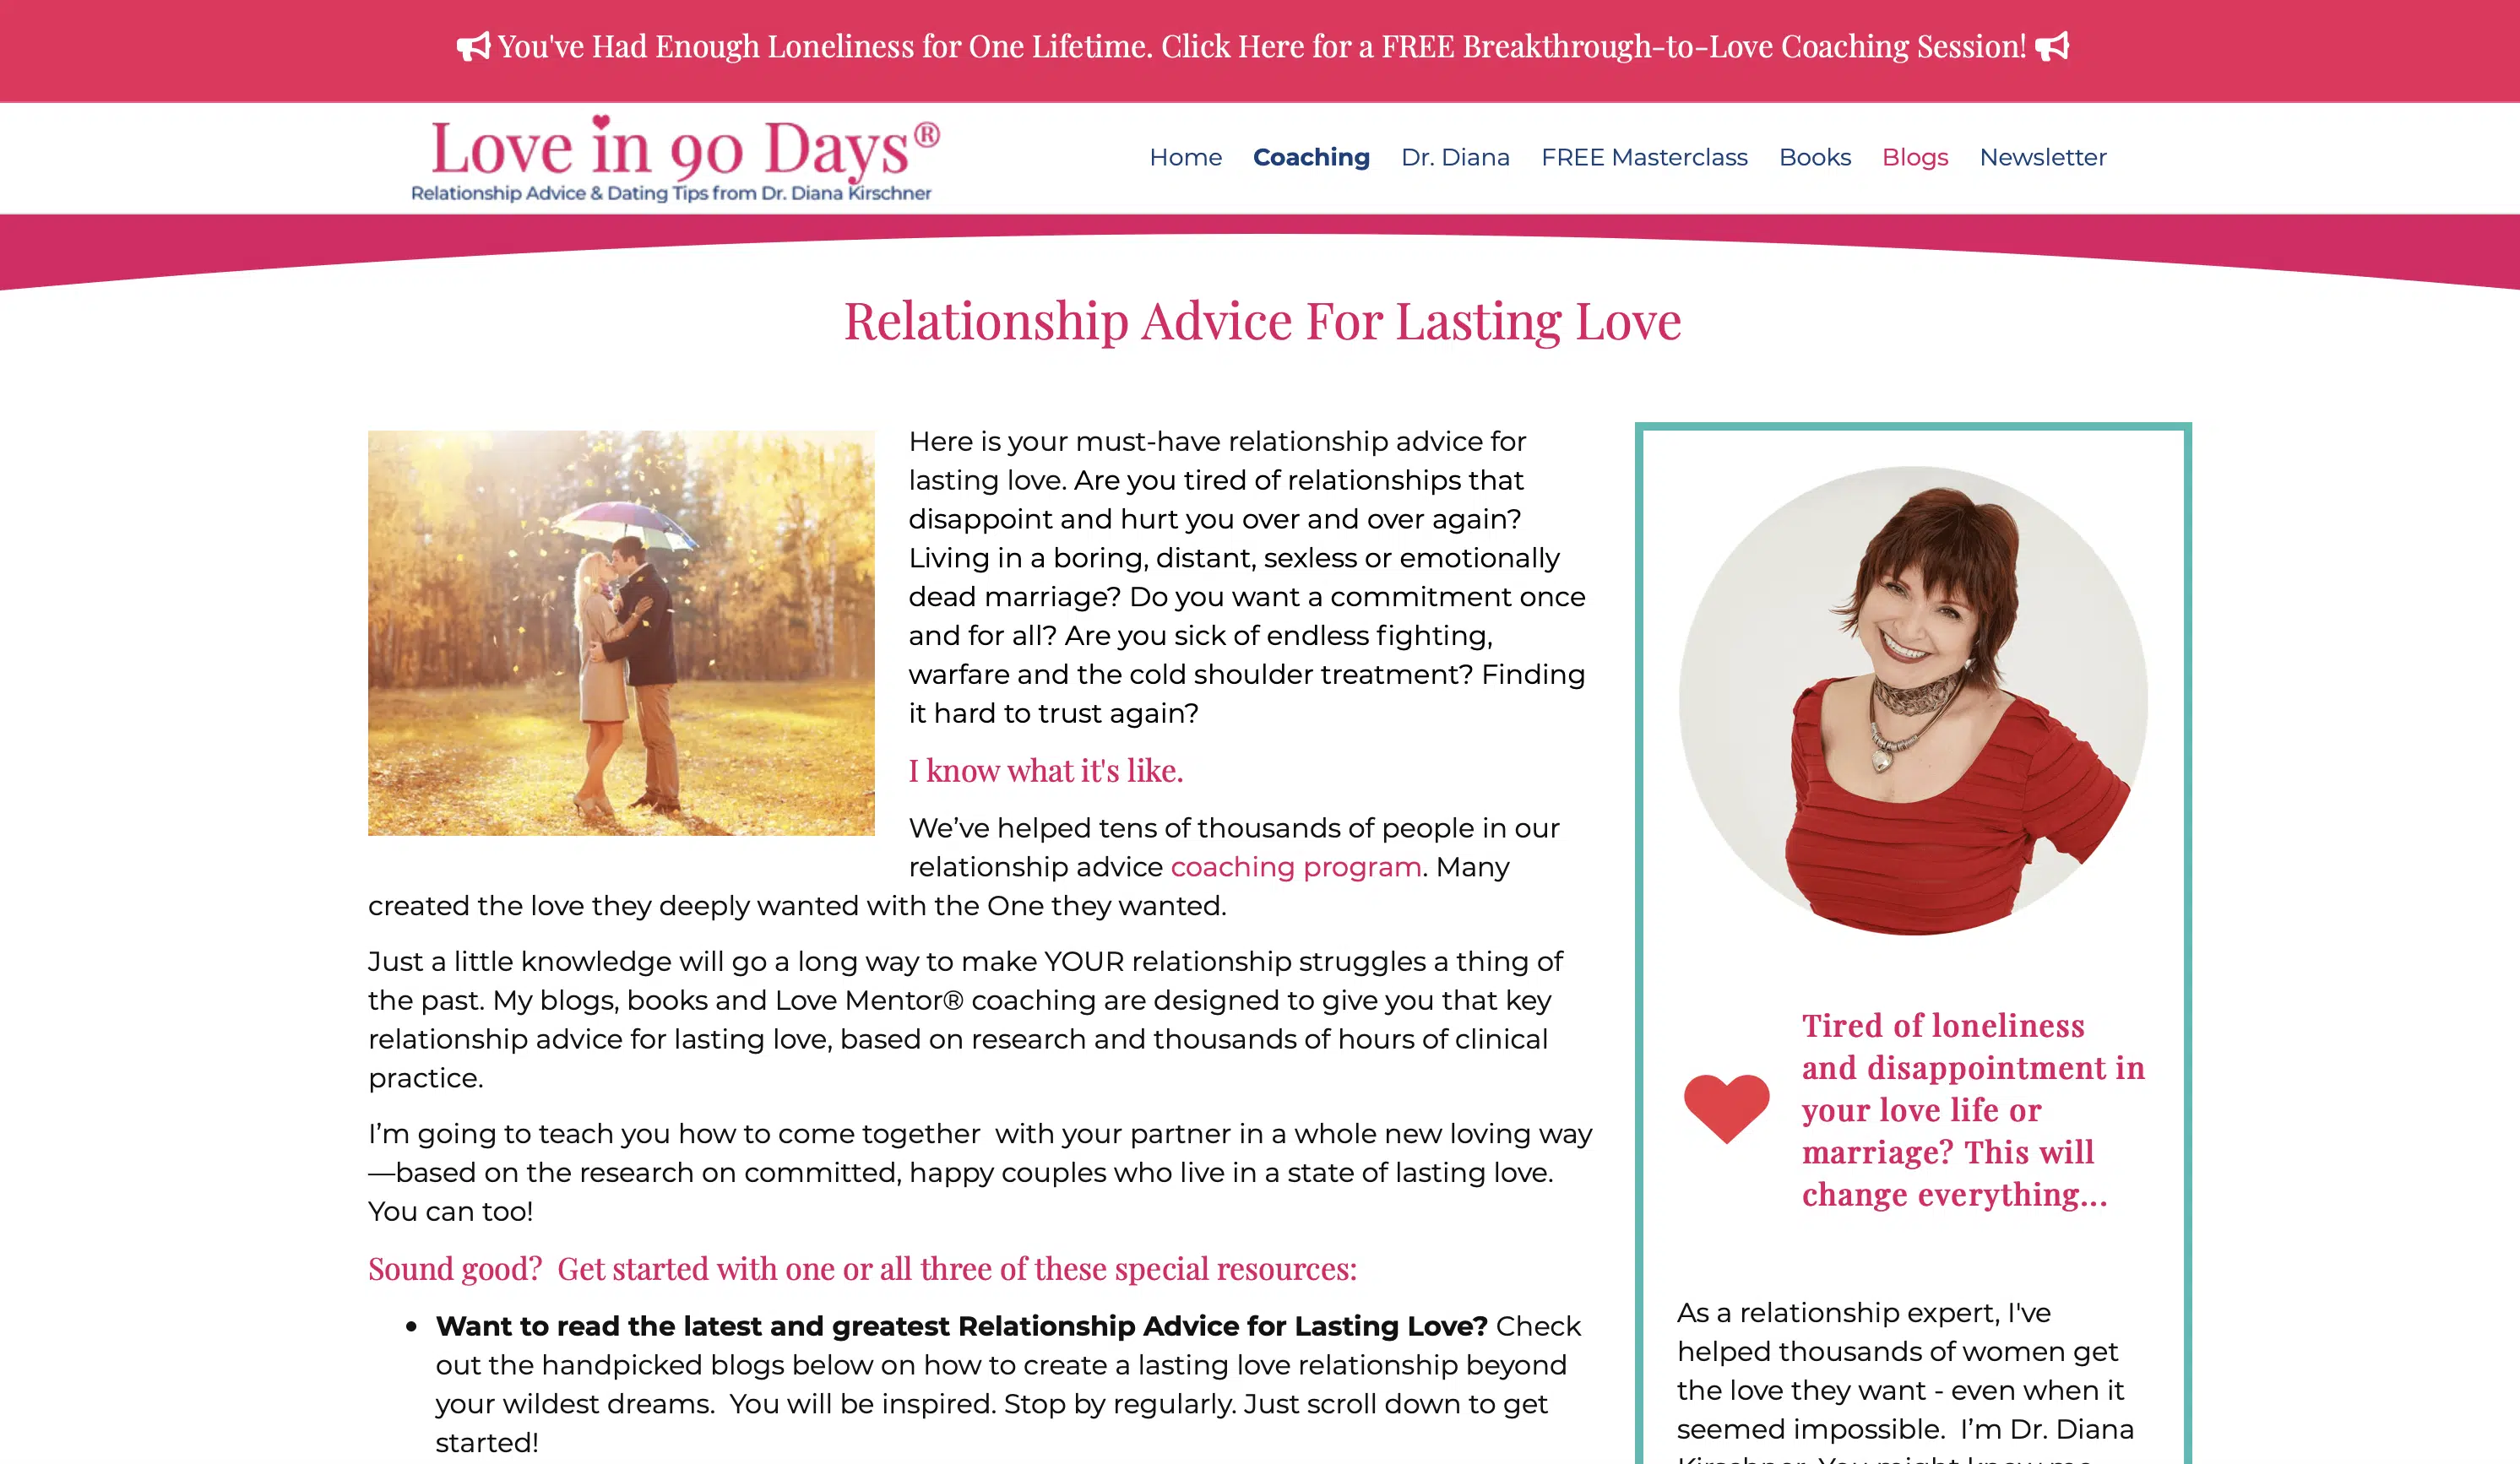 You've Had Enough Loneliness for One Lifetime. Click Here for a FREE Breakthrough-to-Love Coaching Session!
Love in 90 Days®
Relationship Advice & Dating Tips from Dr. Diana Kirschner
Home Coaching Dr. Diana FREE Masterclass Books Blogs Newsletter
Relationship Advice For Lasting Love
Here is your must-have relationship advice for
lasting love. Are you tired of relationships that
disappoint and hurt you over and over again?
Living in a boring, distant, sexless or emotionally
dead marriage? Do you want a commitment once
and for all? Are you sick of endless fighting,
warfare and the cold shoulder treatment? Finding
it hard to trust again?
I know what it's like.
We’ve helped tens of thousands of people in our
relationship advice coaching program. Many
created the love they deeply wanted with the One they wanted.
Just a little knowledge will go a long way to make YOUR relationship struggles a thing of
the past. My blogs, books and Love Mentor® coaching are designed to give you that key
relationship advice for lasting love, based on research and thousands of hours of clinical
practice.
I’m going to teach you how to come together  with your partner in a whole new loving way
—based on the research on committed, happy couples who live in a state of lasting love.
You can too!
Sound good?  Get started with one or all three of these special resources:
• Want to read the latest and greatest Relationship Advice for Lasting Love? Check
out the handpicked blogs below on how to create a lasting love relationship beyond
your wildest dreams.  You will be inspired. Stop by regularly. Just scroll down to get
started!
Tired of loneliness
and disappointment in
your love life or
marriage? This will
change everything...
As a relationship expert, I've
helped thousands of women get
the love they want - even when it
seemed impossible.  I’m Dr. Diana
Kirschner. You might know me